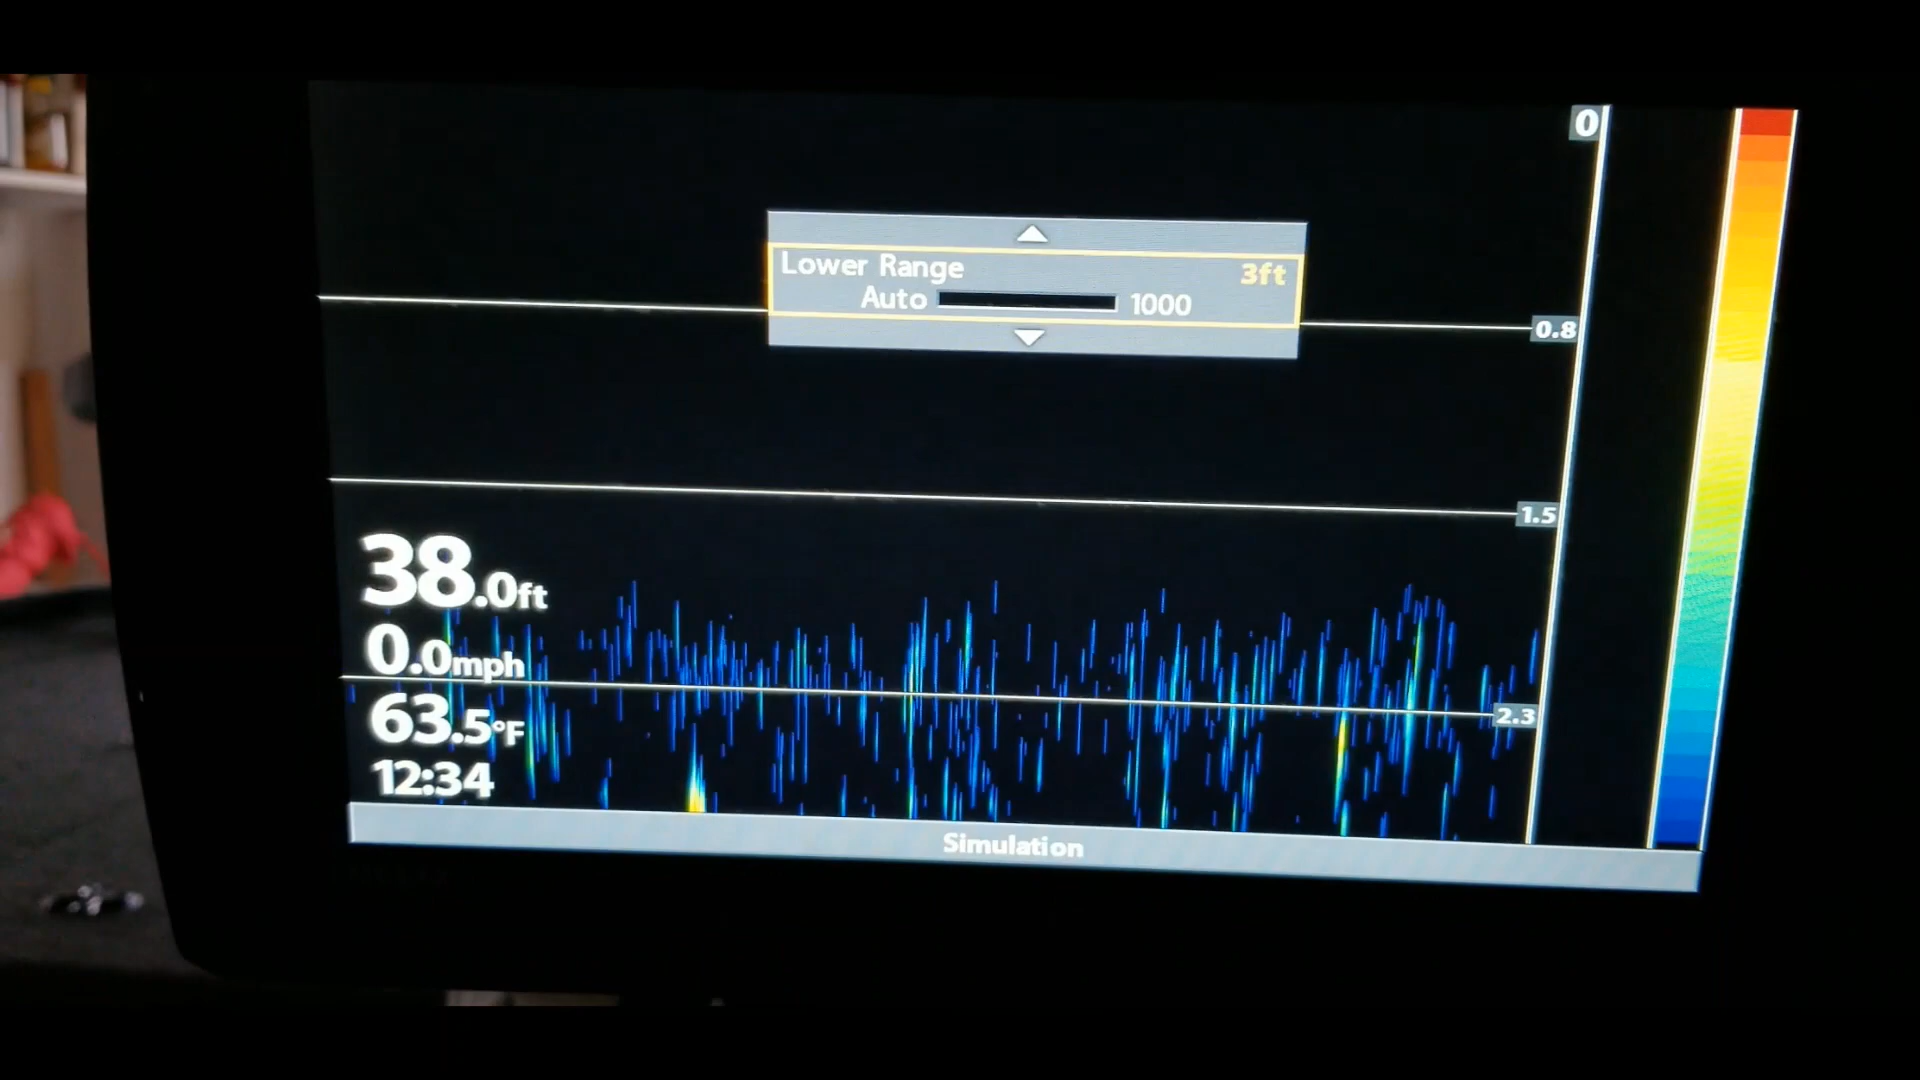 0
Lower Range 3ft
Auto 1000
0.8
1.5
38.0ft
0.0mph
2.3
63.5°F
12:34
Simulation